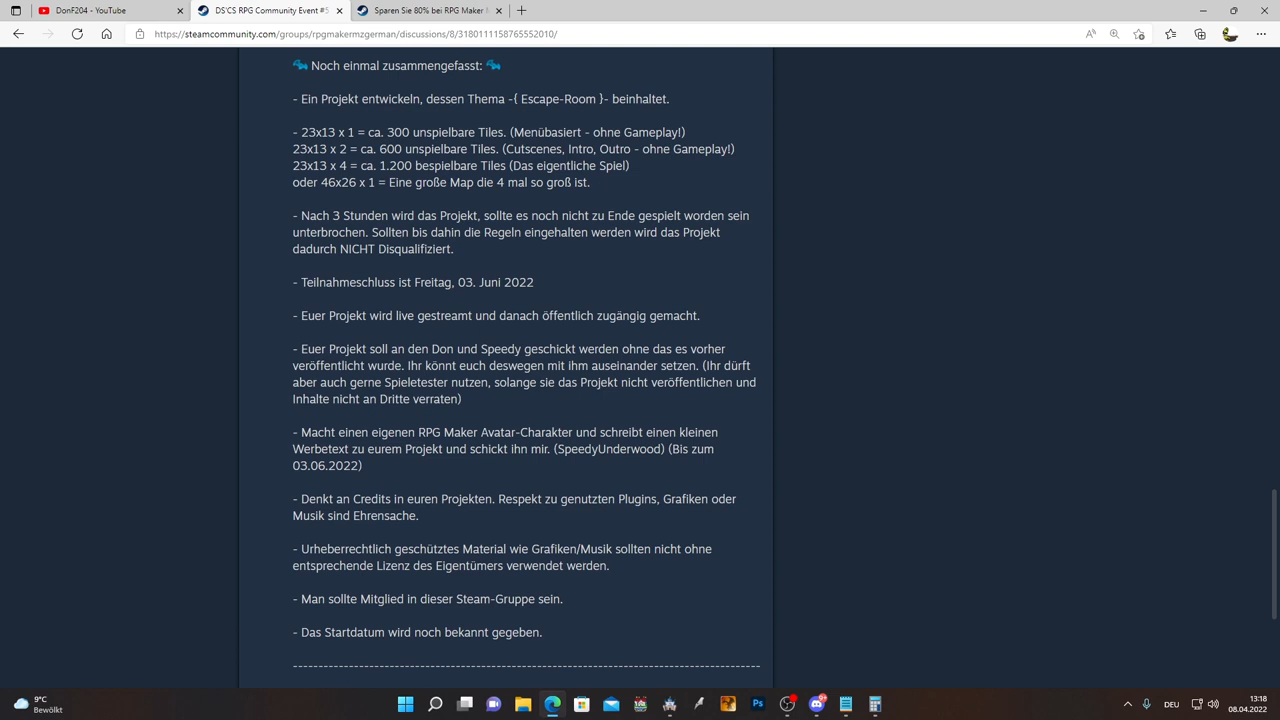 DonF204 - YouTube
DS'CS RPG Community Event #5
Sparen Sie 80% bei RPG Maker M
https://steamcommunity.com/groups/rpgmakermzgerman/discussions/8/3180111158765552010/
Noch einmal zusammengefasst:
- Ein Projekt entwickeln, dessen Thema -{ Escape-Room }- beinhaltet.
- 23x13 x 1 = ca. 300 unspielbare Tiles. (Menübasiert - ohne Gameplay!)
23x13 x 2 = ca. 600 unspielbare Tiles. (Cutscenes, Intro, Outro - ohne Gameplay!)
23x13 x 4 = ca. 1.200 bespielbare Tiles (Das eigentliche Spiel)
oder 46x26 x 1 = Eine große Map die 4 mal so groß ist.
- Nach 3 Stunden wird das Projekt, sollte es noch nicht zu Ende gespielt worden sein
unterbrochen. Sollten bis dahin die Regeln eingehalten werden wird das Projekt
dadurch NICHT Disqualifiziert.
- Teilnahmeschluss ist Freitag, 03. Juni 2022
- Euer Projekt wird live gestreamt und danach öffentlich zugängig gemacht.
- Euer Projekt soll an den Don und Speedy geschickt werden ohne das es vorher
veröffentlicht wurde. Ihr könnt euch deswegen mit ihm auseinander setzen. (Ihr dürft
aber auch gerne Spieletester nutzen, solange sie das Projekt nicht veröffentlichen und
Inhalte nicht an Dritte verraten)
- Macht einen eigenen RPG Maker Avatar-Charakter und schreibt einen kleinen
Werbetext zu eurem Projekt und schickt ihn mir. (SpeedyUnderwood) (Bis zum
03.06.2022)
- Denkt an Credits in euren Projekten. Respekt zu genutzten Plugins, Grafiken oder
Musik sind Ehrensache.
- Urheberrechtlich geschütztes Material wie Grafiken/Musik sollten nicht ohne
entsprechende Lizenz des Eigentümers verwendet werden.
- Man sollte Mitglied in dieser Steam-Gruppe sein.
- Das Startdatum wird noch bekannt gegeben.
--------------------------------------------------------------------------------------------
9°C
Bewölkt
Ps
9+
DEU
13:18
08.04.2022